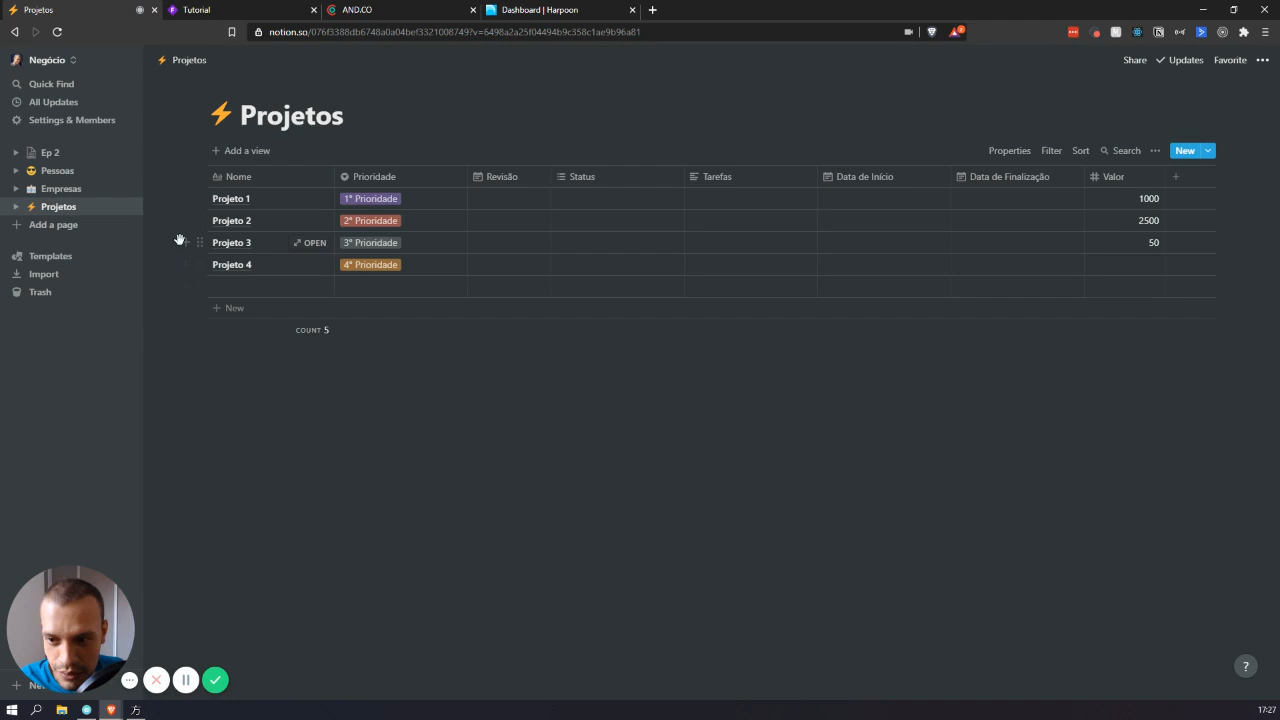 Projetos
Tutorial
AND.CO
Dashboard | Harpoon
notion.so/076f3388db6748a0a04bef3321008749?v=6498a2a25f04494b9c358c1ae9b96a81
Negócio
Projetos
Share
Updates
Favorite
Quick Find
All Updates
Settings & Members
Ep 2
Pessoas
Empresas
Projetos
Add a page
Templates
Import
Trash
Projetos
Add a view
Properties Filter Sort Search New
Nome Prioridade Revisão Status Tarefas Data de Início Data de Finalização Valor
Projeto 1 1ª Prioridade 1000
Projeto 2 2ª Prioridade 2500
Projeto 3 OPEN 3ª Prioridade 50
Projeto 4 4ª Prioridade
New
COUNT 5
?
17:27